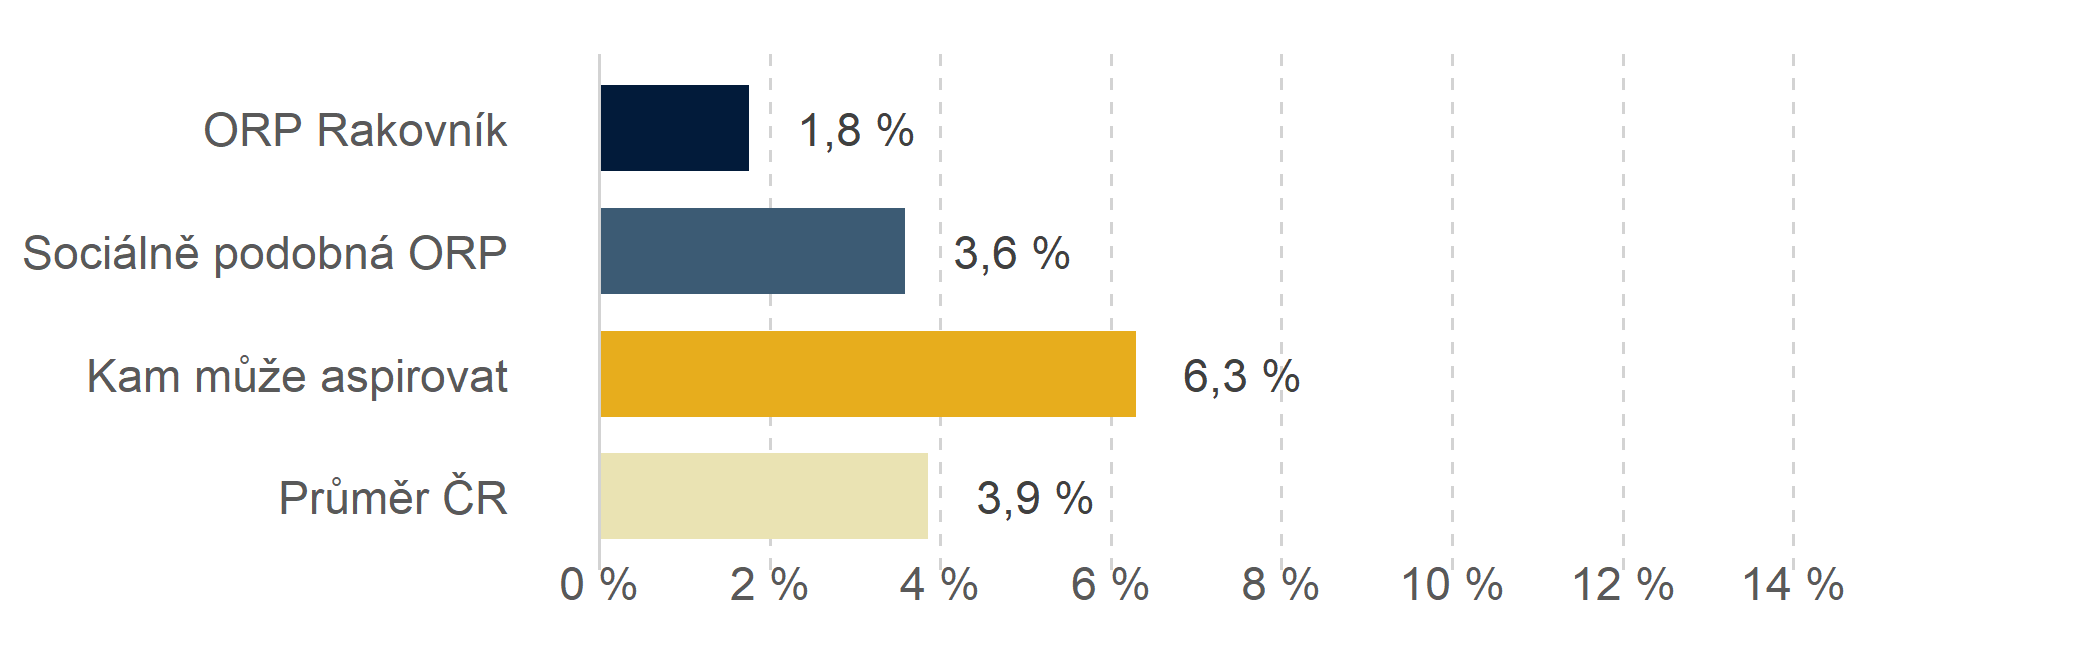 ORP Rakovník 1,8 %
Sociálně podobná ORP 3,6 %
Kam může aspirovat 6,3 %
Průměr ČR 3,9 %
0 % 2 % 4 % 6 % 8 % 10 % 12 % 14 %